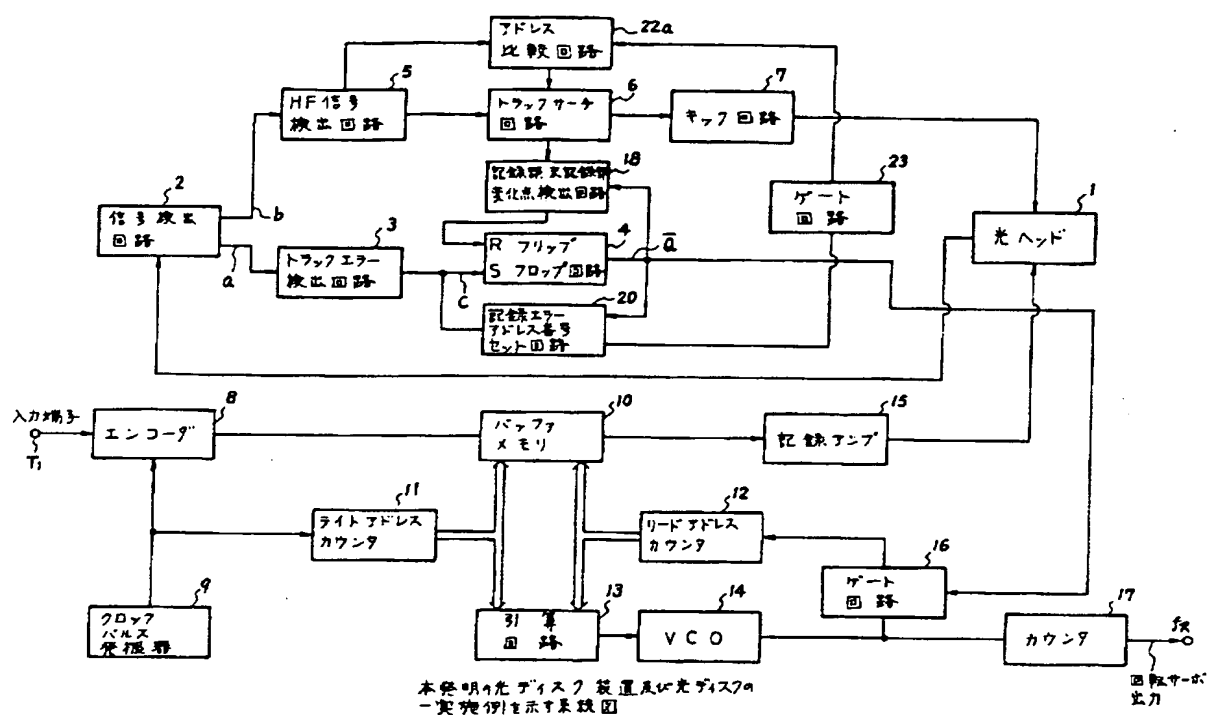 アドレス
比較回路
22a
HF信号
検出回路
5
トラックサーチ
回路
6
キック回路
7
記録部未記録部
変化点検出回路
18
ゲート
回路
23
信号検出
回路
2
b
a
トラックエラー
検出回路
3
R フリップ
S フロップ回路
4
Q̅
C
光ヘッド
1
記録エラー
アドレス番号
セット回路
20
入力端子
T1
エンコーダ
8
バッファ
メモリ
10
記録アンプ
15
ライトアドレス
カウンタ
11
リードアドレス
カウンタ
12
ゲート
回路
16
クロック
パルス
発振器
9
引算
回路
13
VCO
14
カウンタ
17
fR
回転サーボ
出力
本発明の光ディスク装置及び光ディスクの
一実施例を示す系統図